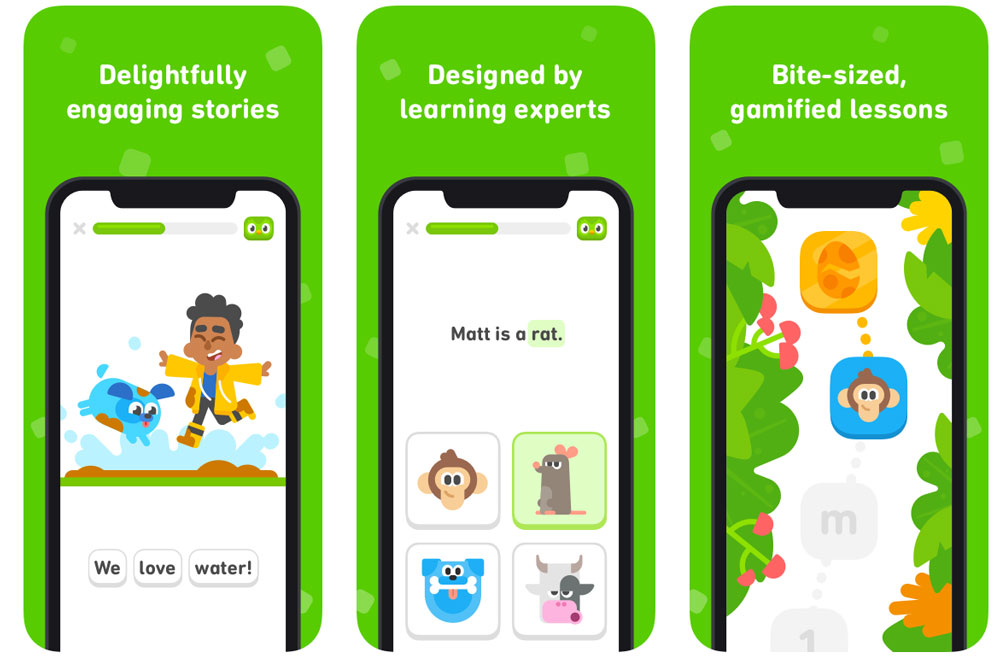 Delightfully
engaging stories
We love water!
Designed by
learning experts
Matt is a rat.
Bite-sized,
gamified lessons
m
1